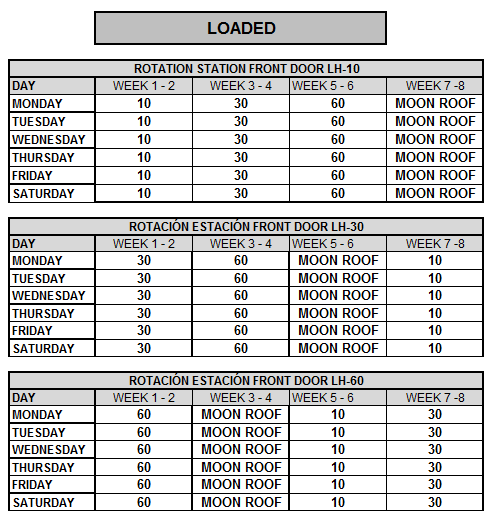 LOADED
ROTATION STATION FRONT DOOR LH-10
DAY WEEK 1 - 2 WEEK 3 - 4 WEEK 5 - 6 WEEK 7 -8
MONDAY 10 30 60 MOON ROOF
TUESDAY 10 30 60 MOON ROOF
WEDNESDAY 10 30 60 MOON ROOF
THURSDAY 10 30 60 MOON ROOF
FRIDAY 10 30 60 MOON ROOF
SATURDAY 10 30 60 MOON ROOF
ROTACIÓN ESTACIÓN FRONT DOOR LH-30
DAY WEEK 1 - 2 WEEK 3 - 4 WEEK 5 - 6 WEEK 7 -8
MONDAY 30 60 MOON ROOF 10
TUESDAY 30 60 MOON ROOF 10
WEDNESDAY 30 60 MOON ROOF 10
THURSDAY 30 60 MOON ROOF 10
FRIDAY 30 60 MOON ROOF 10
SATURDAY 30 60 MOON ROOF 10
ROTACIÓN ESTACIÓN FRONT DOOR LH-60
DAY WEEK 1 - 2 WEEK 3 - 4 WEEK 5 - 6 WEEK 7 -8
MONDAY 60 MOON ROOF 10 30
TUESDAY 60 MOON ROOF 10 30
WEDNESDAY 60 MOON ROOF 10 30
THURSDAY 60 MOON ROOF 10 30
FRIDAY 60 MOON ROOF 10 30
SATURDAY 60 MOON ROOF 10 30